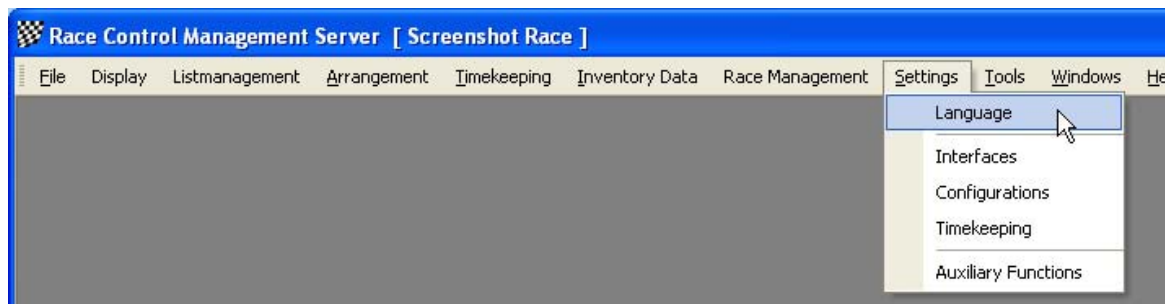 Race Control Management Server [ Screenshot Race ]
File Display Listmanagement Arrangement Timekeeping Inventory Data Race Management Settings Tools Windows He
Language
Interfaces
Configurations
Timekeeping
Auxiliary Functions